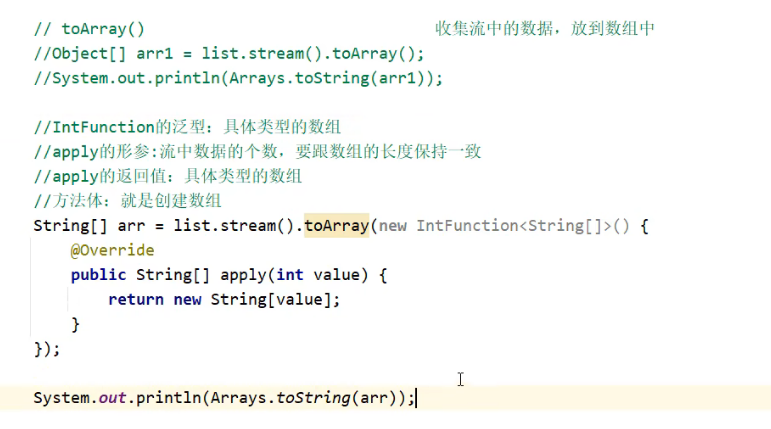 // toArray()                              收集流中的数据，放到数组中
//Object[] arr1 = list.stream().toArray();
//System.out.println(Arrays.toString(arr1));
//IntFunction的泛型：具体类型的数组
//apply的形参:流中数据的个数，要跟数组的长度保持一致
//apply的返回值：具体类型的数组
//方法体：就是创建数组
String[] arr = list.stream().toArray(new IntFunction<String[]>() {
    @Override
    public String[] apply(int value) {
        return new String[value];
    }
});
System.out.println(Arrays.toString(arr));